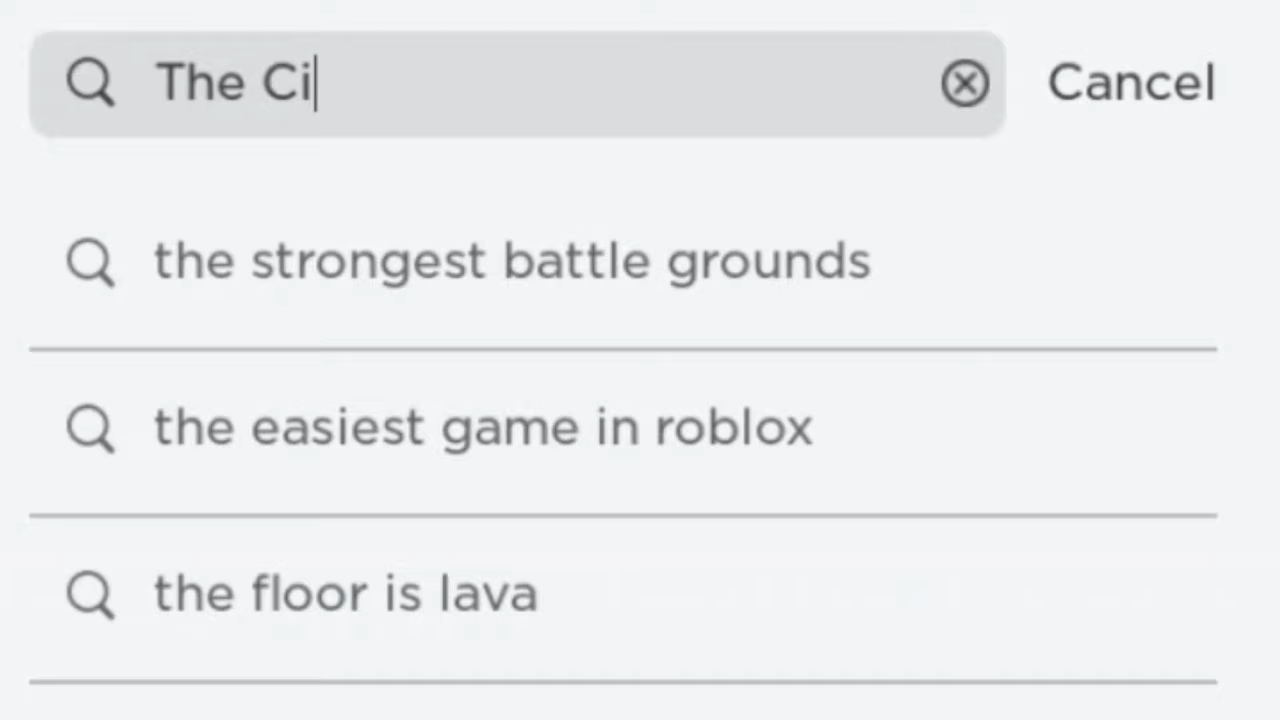 The Ci Cancel
the strongest battle grounds
the easiest game in roblox
the floor is lava